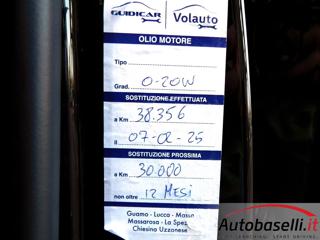 GUIDICAR Volauto
OLIO MOTORE
Tipo
Grad. 0-20W
SOSTITUZIONE EFFETTUATA
a Km 38.356
il 07-02-25
SOSTITUZIONE PROSSIMA
a Km 30.000
non oltre 12 MESI
Guamo - Lucca - Massa
Massarosa - La Spez
Chiesina Uzzanese
Autobaselli.it